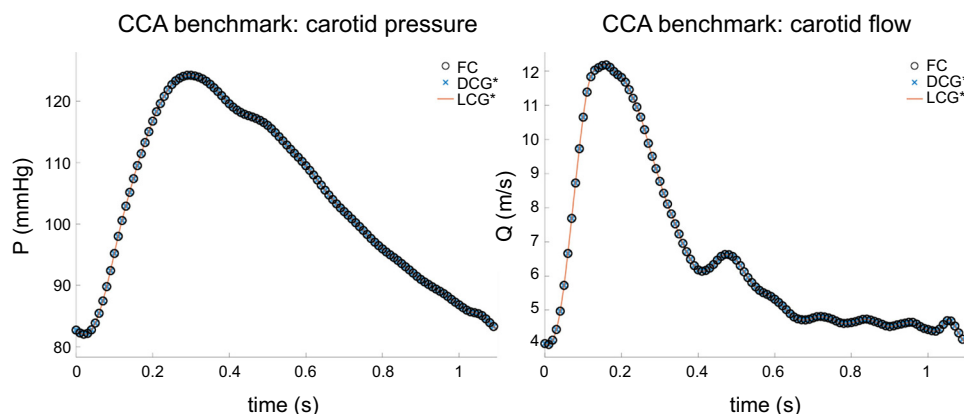 CCA benchmark: carotid pressure
FC
DCG*
LCG*
P (mmHg)
120
110
100
90
80
0
0.2
0.4
0.6
0.8
1
time (s)
CCA benchmark: carotid flow
FC
DCG*
LCG*
Q (m/s)
12
11
10
9
8
7
6
5
4
0
0.2
0.4
0.6
0.8
1
time (s)